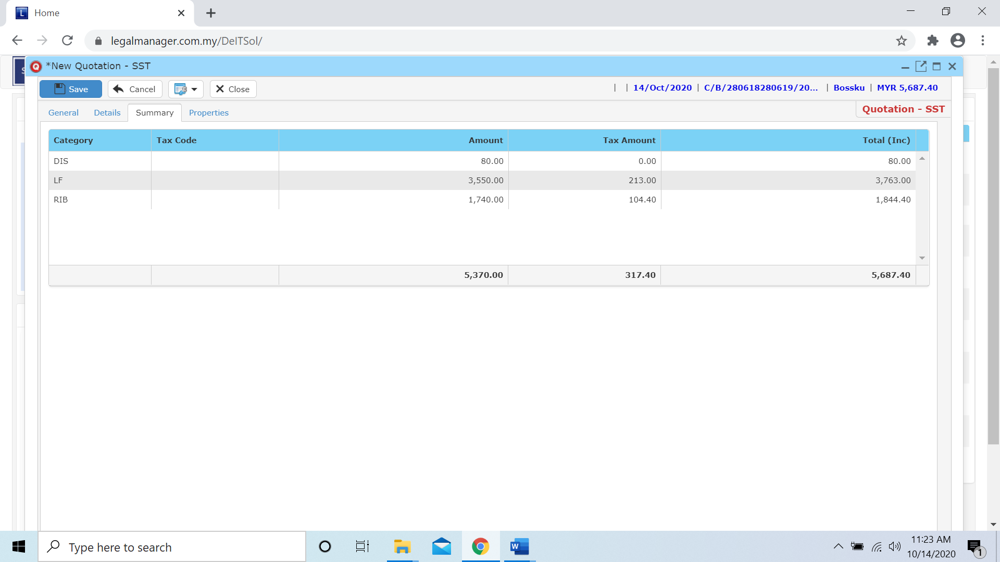 Home
legalmanager.com.my/DelTSol/
*New Quotation - SST
Save Cancel Close | | 14/Oct/2020 | C/B/280618280619/20... | Bossku | MYR 5,687.40
General Details Summary Properties Quotation - SST
Category Tax Code Amount Tax Amount Total (Inc)
DIS 80.00 0.00 80.00
LF 3,550.00 213.00 3,763.00
RIB 1,740.00 104.40 1,844.40
5,370.00 317.40 5,687.40
Type here to search
11:23 AM
10/14/2020
1